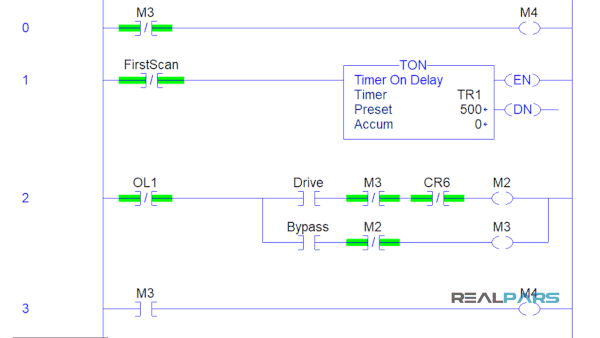 M3 M4
0
FirstScan
TON
1 Timer On Delay EN
Timer TR1
Preset 500 DN
Accum 0
OL1 Drive M3 CR6 M2
2
Bypass M2 M3
M3 M4
REALPARS
3